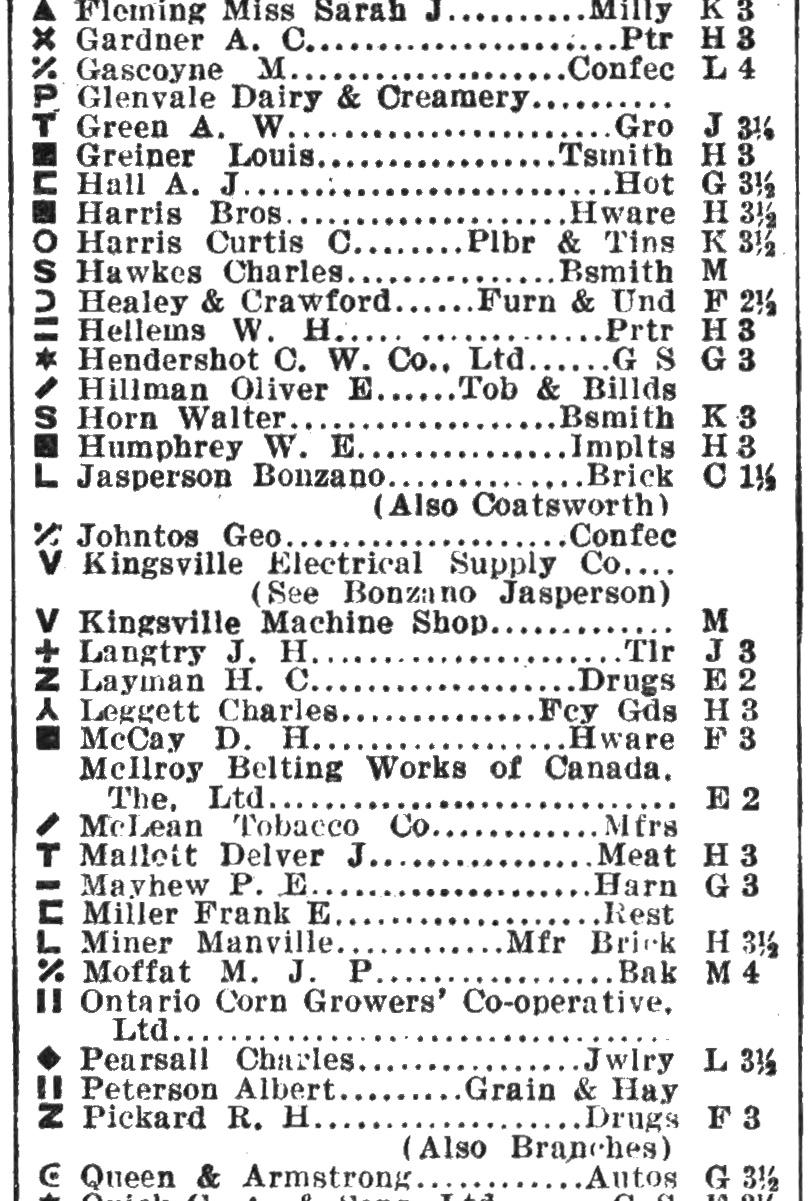 ▲ Fleming Miss Sarah J..........Milly K 3
✕ Gardner A. C......................Ptr H 3
⁒ Gascoyne M....................Confec L 4
P Glenvale Dairy & Creamery..........
T Green A. W.......................Gro J 3½
■ Greiner Louis.................Tsmith H 3
⊏ Hall A. J..........................Hot G 3½
■ Harris Bros....................Hware H 3½
O Harris Curtis C........Plbr & Tins K 3½
S Hawkes Charles...............Bsmith M
⊃ Healey & Crawford......Furn & Und F 2½
= Hellems W. H...................Prtr H 3
✶ Hendershot C. W. Co., Ltd......G S G 3
/ Hillman Oliver E......Tob & Billds
S Horn Walter...................Bsmith K 3
■ Humphrey W. E...............Implts H 3
L Jasperson Bonzano..............Brick C 1½
(Also Coatsworth)
⁒ Johntos Geo....................Confec
V Kingsville Electrical Supply Co....
(See Bonzano Jasperson)
V Kingsville Machine Shop............. M
+ Langtry J. H......................Tlr J 3
Z Layman H. C...................Drugs E 2
⅄ Leggett Charles..............Fcy Gds H 3
■ McCay D. H..................Hware F 3
McIlroy Belting Works of Canada,
The, Ltd.............................. E 2
/ McLean Tobacco Co............Mfrs
T Mallott Delver J................Meat H 3
- Mayhew P. E....................Harn G 3
⊏ Miller Frank E...................Rest
L Miner Manville............Mfr Brick H 3½
⁒ Moffat M. J. P.................Bak M 4
II Ontario Corn Growers' Co-operative,
Ltd...................................
◆ Pearsall Charles................Jwlry L 3½
II Peterson Albert.........Grain & Hay
Z Pickard R. H...................Drugs F 3
(Also Branches)
Є Queen & Armstrong............Autos G 3½